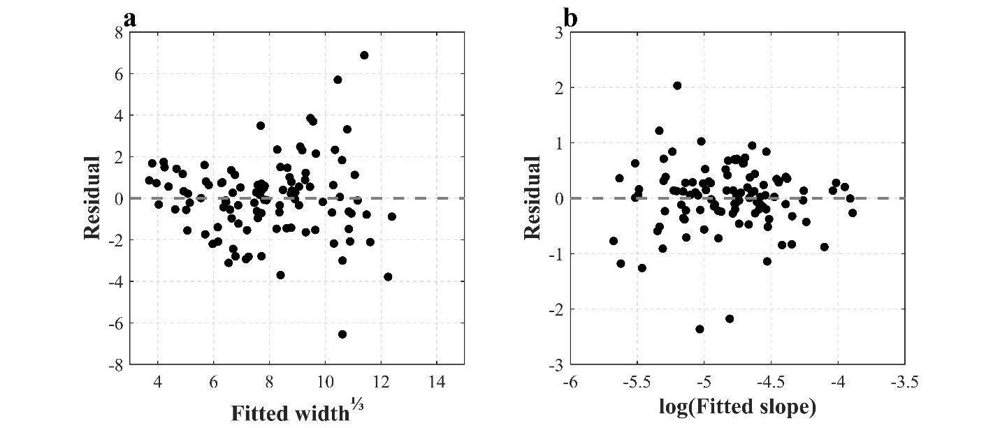 a
8
6
4
2
0
-2
-4
-6
-8
Residual
4 6 8 10 12 14
Fitted width⅓
b
3
2
1
0
-1
-2
-3
Residual
-6 -5.5 -5 -4.5 -4 -3.5
log(Fitted slope)